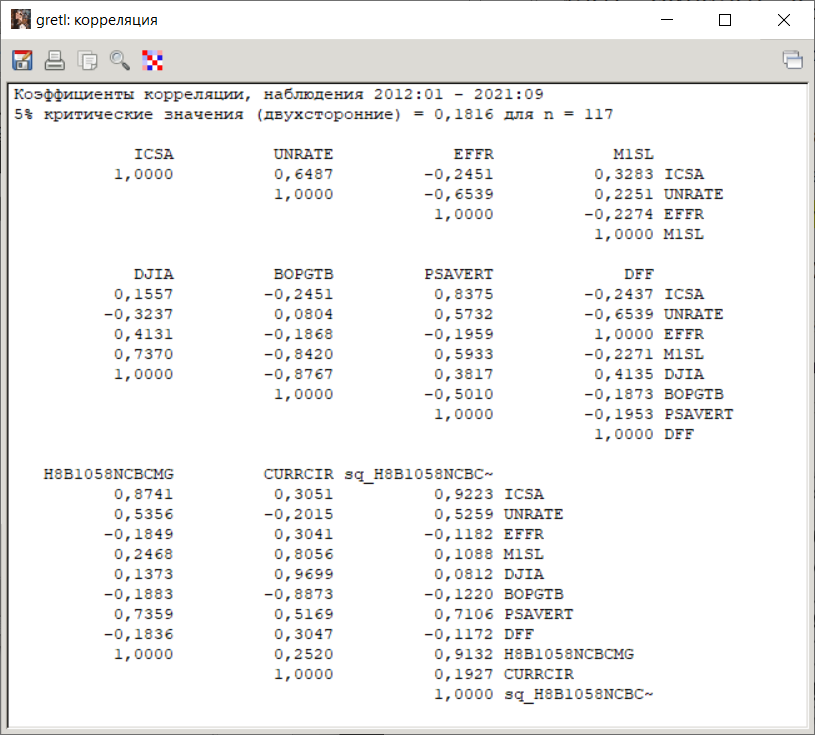 gretl: корреляция
Коэффициенты корреляции, наблюдения 2012:01 - 2021:09
5% критические значения (двухсторонние) = 0,1816 для n = 117
ICSA UNRATE EFFR M1SL
1,0000 0,6487 -0,2451 0,3283 ICSA
1,0000 -0,6539 0,2251 UNRATE
1,0000 -0,2274 EFFR
1,0000 M1SL
DJIA BOPGTB PSAVERT DFF
0,1557 -0,2451 0,8375 -0,2437 ICSA
-0,3237 0,0804 0,5732 -0,6539 UNRATE
0,4131 -0,1868 -0,1959 1,0000 EFFR
0,7370 -0,8420 0,5933 -0,2271 M1SL
1,0000 -0,8767 0,3817 0,4135 DJIA
1,0000 -0,5010 -0,1873 BOPGTB
1,0000 -0,1953 PSAVERT
1,0000 DFF
H8B1058NCBCMG CURRCIR sq_H8B1058NCBC~
0,8741 0,3051 0,9223 ICSA
0,5356 -0,2015 0,5259 UNRATE
-0,1849 0,3041 -0,1182 EFFR
0,2468 0,8056 0,1088 M1SL
0,1373 0,9699 0,0812 DJIA
-0,1883 -0,8873 -0,1220 BOPGTB
0,7359 0,5169 0,7106 PSAVERT
-0,1836 0,3047 -0,1172 DFF
1,0000 0,2520 0,9132 H8B1058NCBCMG
1,0000 0,1927 CURRCIR
1,0000 sq_H8B1058NCBC~